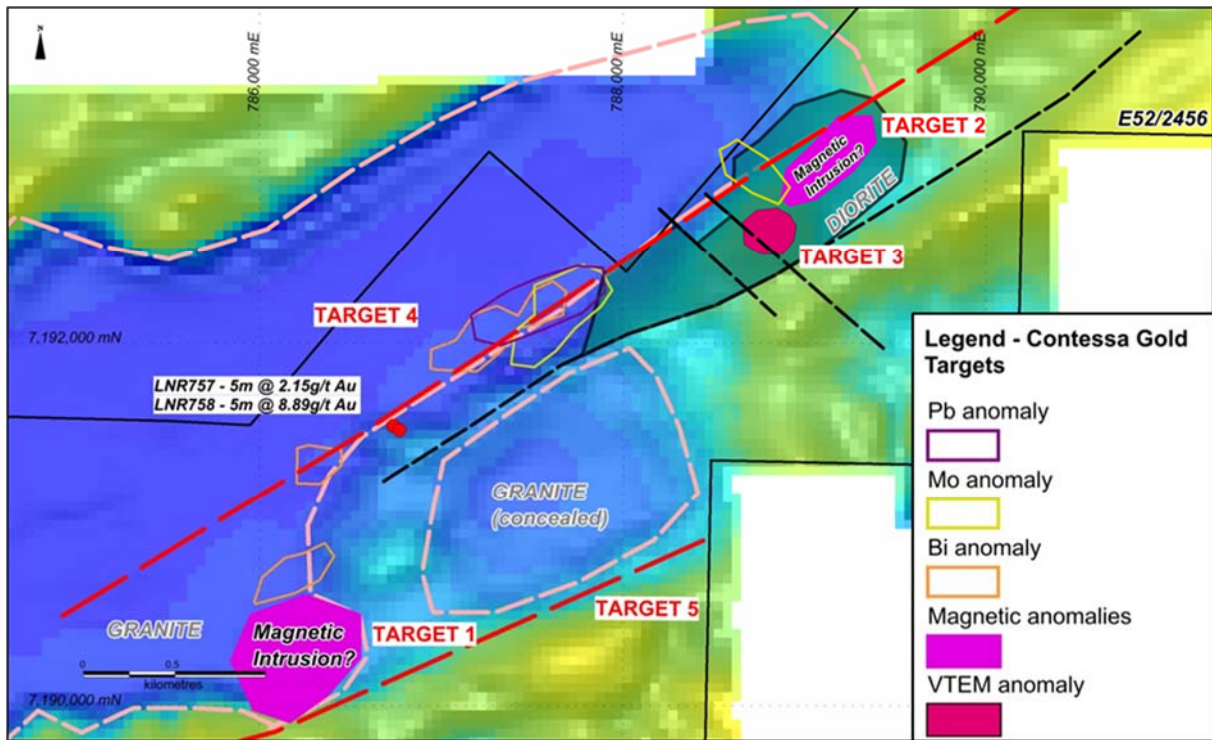 N
786,000 mE
788,000 mE
790,000 mE
E52/2456
TARGET 2
Magnetic
Intrusion?
DIORITE
TARGET 3
TARGET 4
7,192,000 mN
LNR757 - 5m @ 2.15g/t Au
LNR758 - 5m @ 8.89g/t Au
GRANITE
(concealed)
TARGET 5
GRANITE
Magnetic
Intrusion?
TARGET 1
0 0.5
kilometres
7,190,000 mN
Legend - Contessa Gold
Targets
Pb anomaly
Mo anomaly
Bi anomaly
Magnetic anomalies
VTEM anomaly